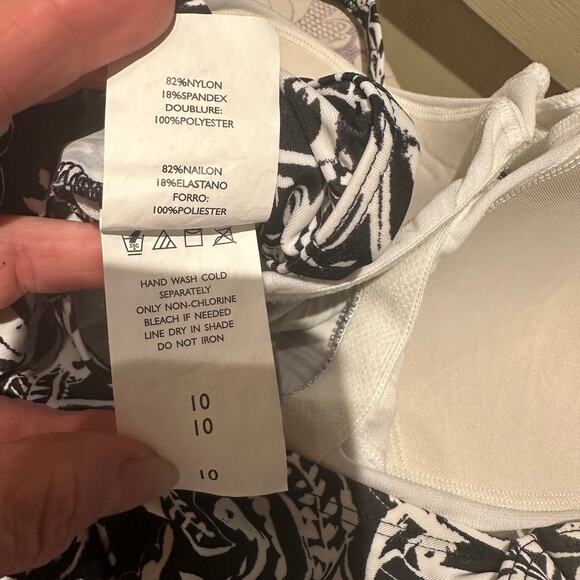 82%NYLON
18%SPANDEX
DOUBLURE:
100%POLYESTER
82%NAILON
18%ELASTANO
FORRO:
100%POLIESTER
HAND WASH COLD
SEPARATELY
ONLY NON-CHLORINE
BLEACH IF NEEDED
LINE DRY IN SHADE
DO NOT IRON
10
10
10